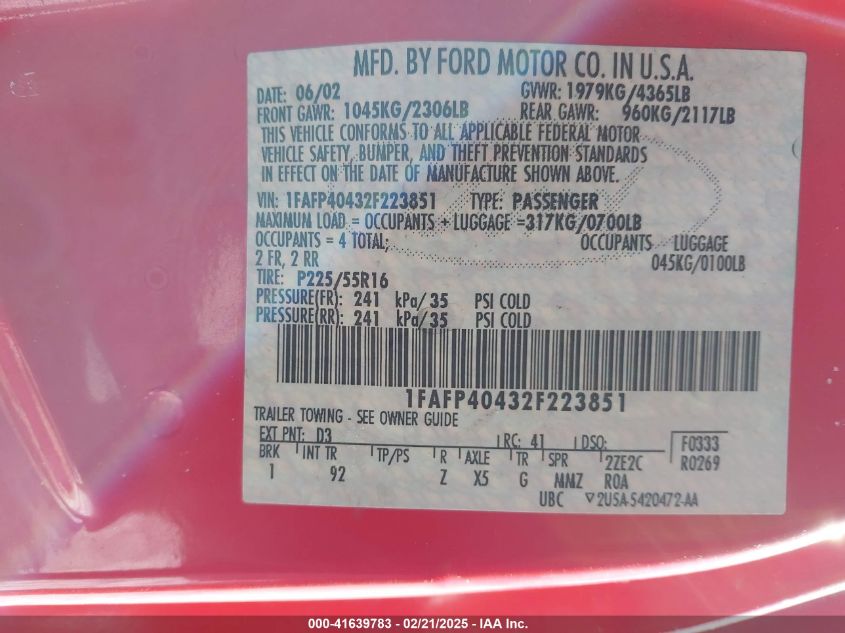 MFD. BY FORD MOTOR CO. IN U.S.A.
DATE: 06/02 GVWR: 1979KG/4365LB
FRONT GAWR: 1045KG/2306LB REAR GAWR: 960KG/2117LB
THIS VEHICLE CONFORMS TO ALL APPLICABLE FEDERAL MOTOR
VEHICLE SAFETY, BUMPER, AND THEFT PREVENTION STANDARDS
IN EFFECT ON THE DATE OF MANUFACTURE SHOWN ABOVE.
VIN: 1FAFP40432F223851 TYPE: PASSENGER
MAXIMUM LOAD = OCCUPANTS + LUGGAGE =317KG/0700LB
OCCUPANTS = 4 TOTAL; OCCUPANTS LUGGAGE
2 FR, 2 RR 045KG/0100LB
TIRE: P225/55R16
PRESSURE(FR): 241 kPa/35 PSI COLD
PRESSURE(RR): 241 kPa/35 PSI COLD
1FAFP40432F223851
TRAILER TOWING - SEE OWNER GUIDE
EXT PNT: D3 RC: 41 DSO: F0333
BRK INT TR TP/PS R AXLE TR SPR 2ZE2C R0269
1 92 Z X5 G MMZ ROA
UBC ▽2USA-5420472-AA
000-41639783 - 02/21/2025 - IAA Inc.